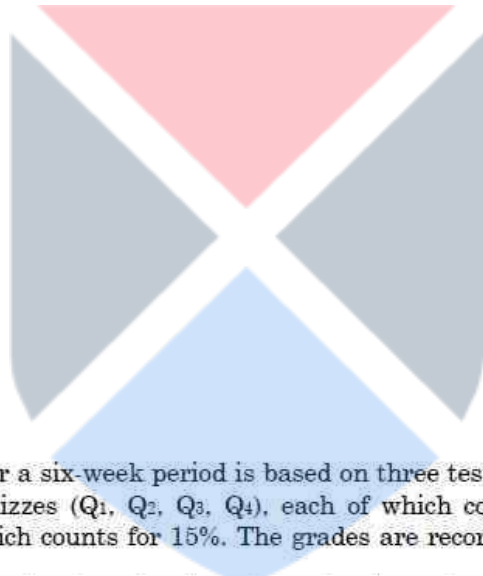 r a six-week period is based on three tes
izzes (Q1, Q2, Q3, Q4), each of which co
ich counts for 15%. The grades are recor